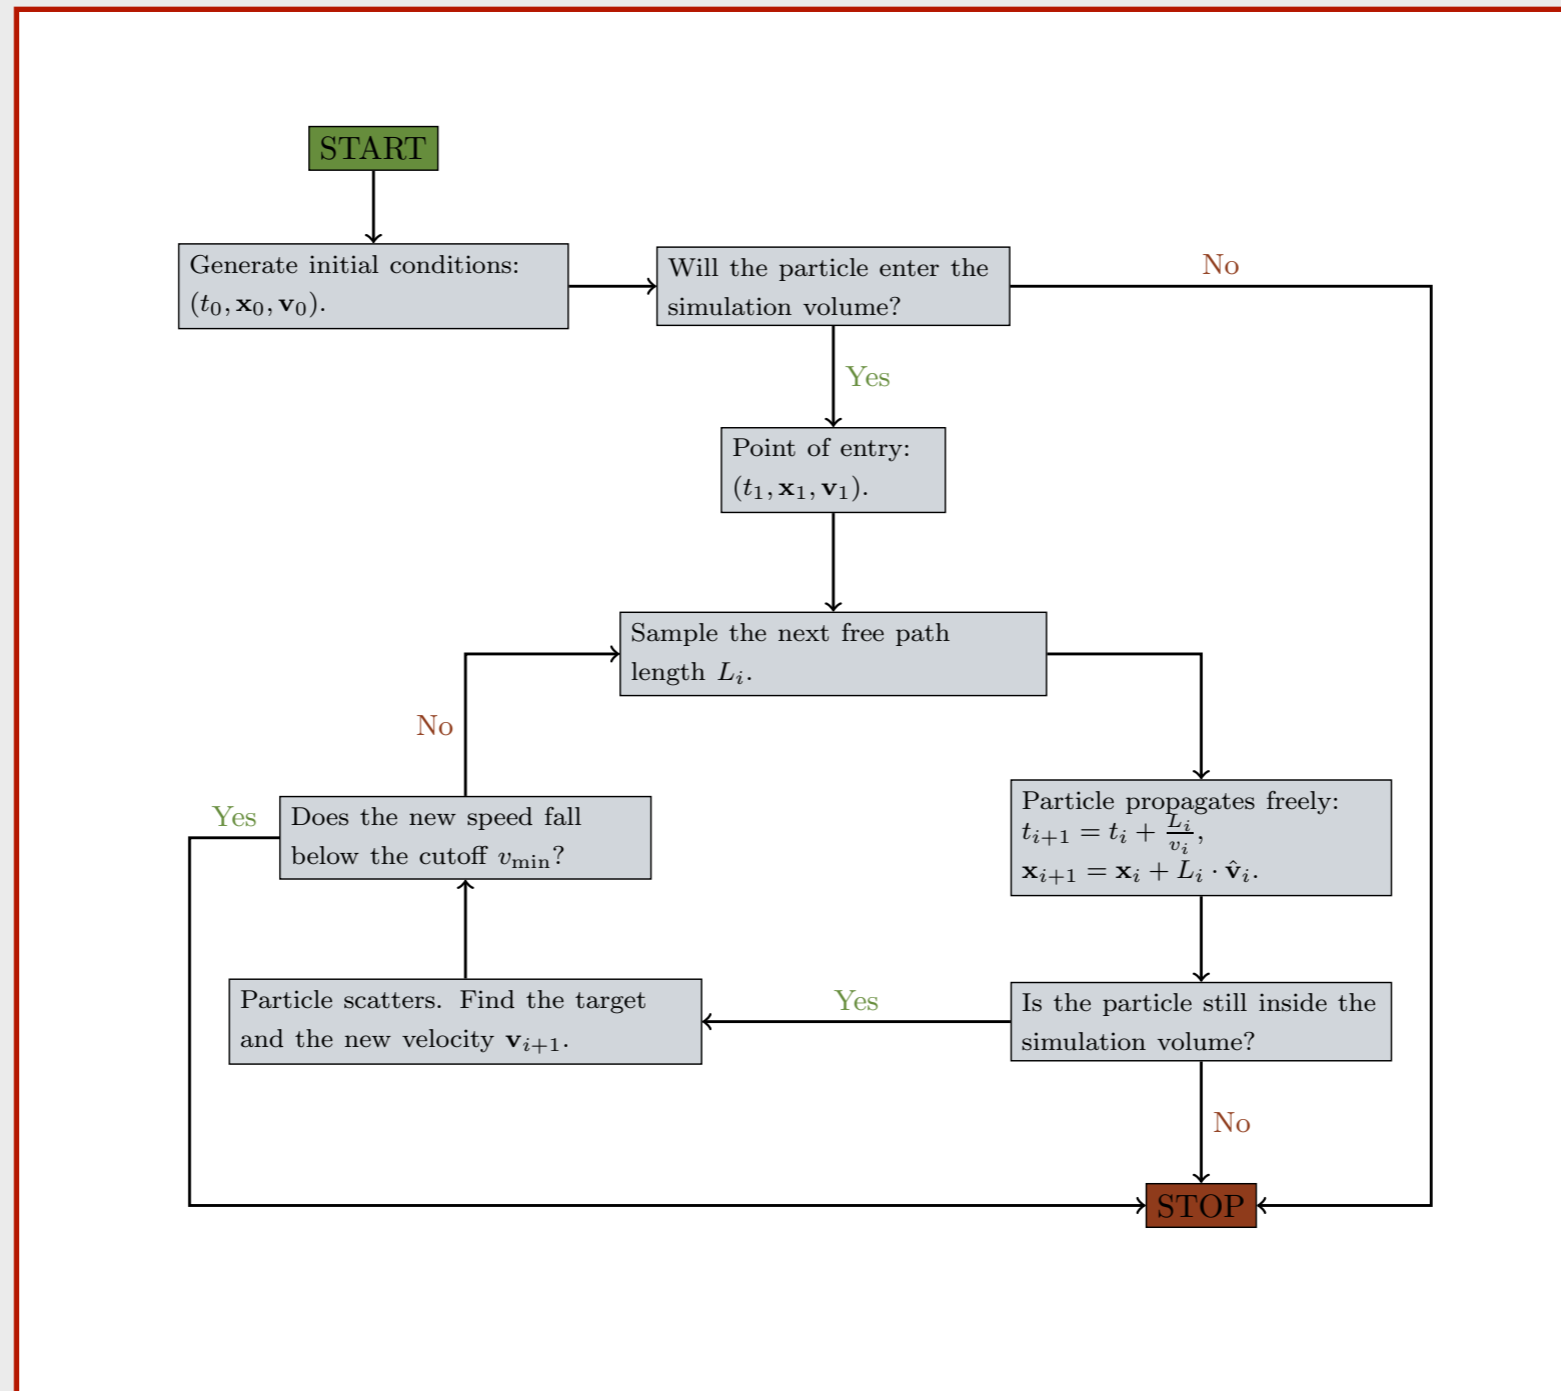 START
Generate initial conditions:
(t₀, 𝐱₀, 𝐯₀).
Will the particle enter the
simulation volume?
No
Yes
Point of entry:
(t₁, 𝐱₁, 𝐯₁).
Sample the next free path
length Lᵢ.
No
Yes
Does the new speed fall
below the cutoff v_min?
Particle propagates freely:
tᵢ₊₁ = tᵢ + Lᵢ/vᵢ,
𝐱ᵢ₊₁ = 𝐱ᵢ + Lᵢ · 𝐯̂ᵢ.
Particle scatters. Find the target
and the new velocity 𝐯ᵢ₊₁.
Yes
Is the particle still inside the
simulation volume?
No
STOP